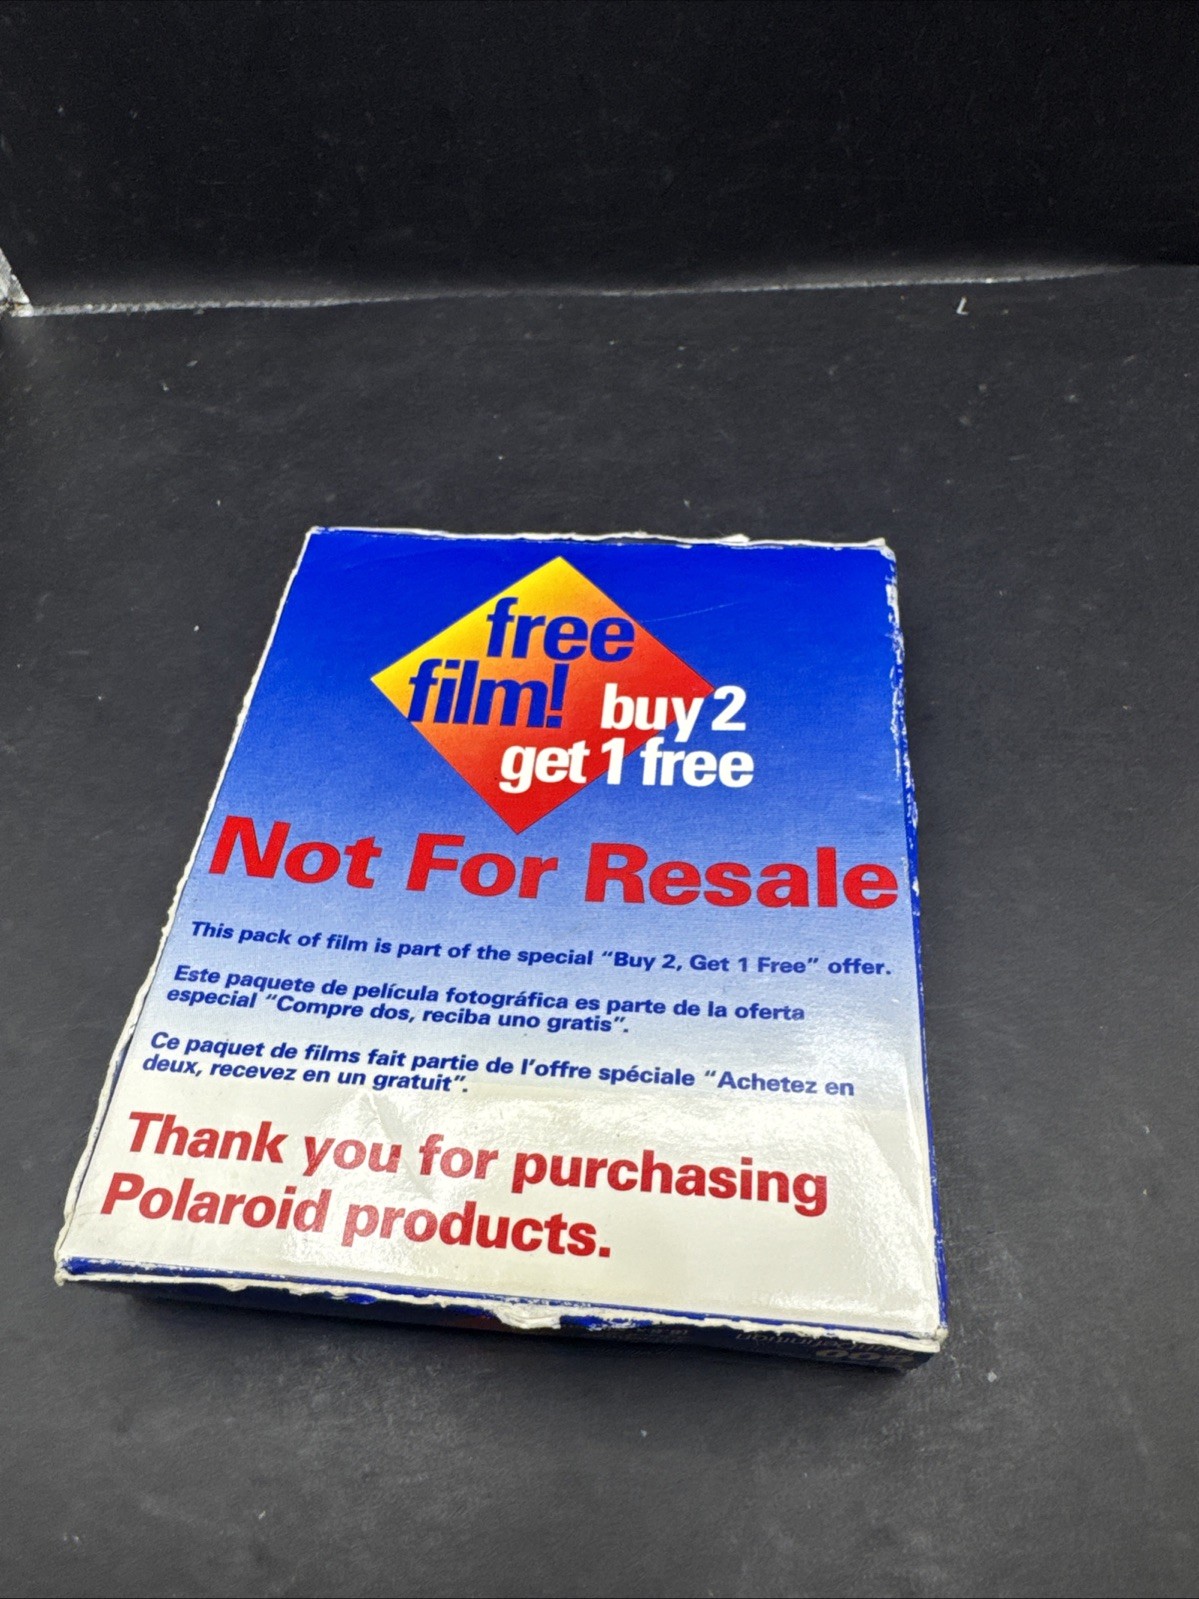 free
film! buy 2
get 1 free
Not For Resale
This pack of film is part of the special “Buy 2, Get 1 Free” offer.
Este paquete de película fotográfica es parte de la oferta
especial “Compre dos, reciba uno gratis”.
Ce paquet de films fait partie de l’offre spéciale “Achetez en
deux, recevez en un gratuit”.
Thank you for purchasing
Polaroid products.
600